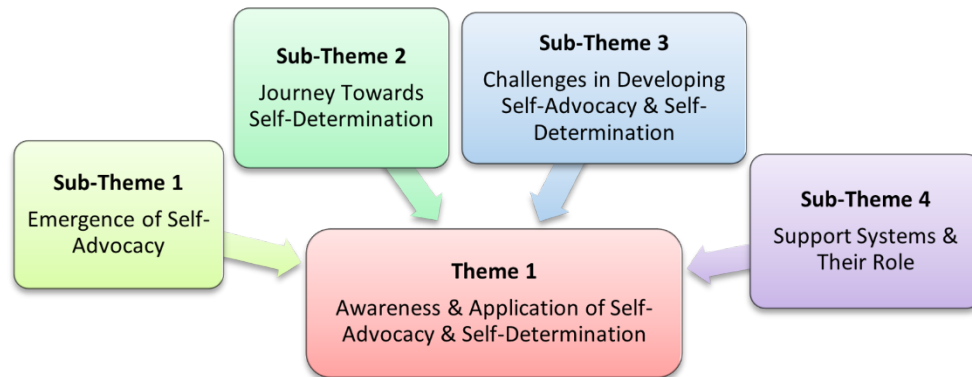 Sub-Theme 1
Emergence of Self-
Advocacy
Sub-Theme 2
Journey Towards
Self-Determination
Sub-Theme 3
Challenges in Developing
Self-Advocacy & Self-
Determination
Sub-Theme 4
Support Systems &
Their Role
Theme 1
Awareness & Application of Self-
Advocacy & Self-Determination